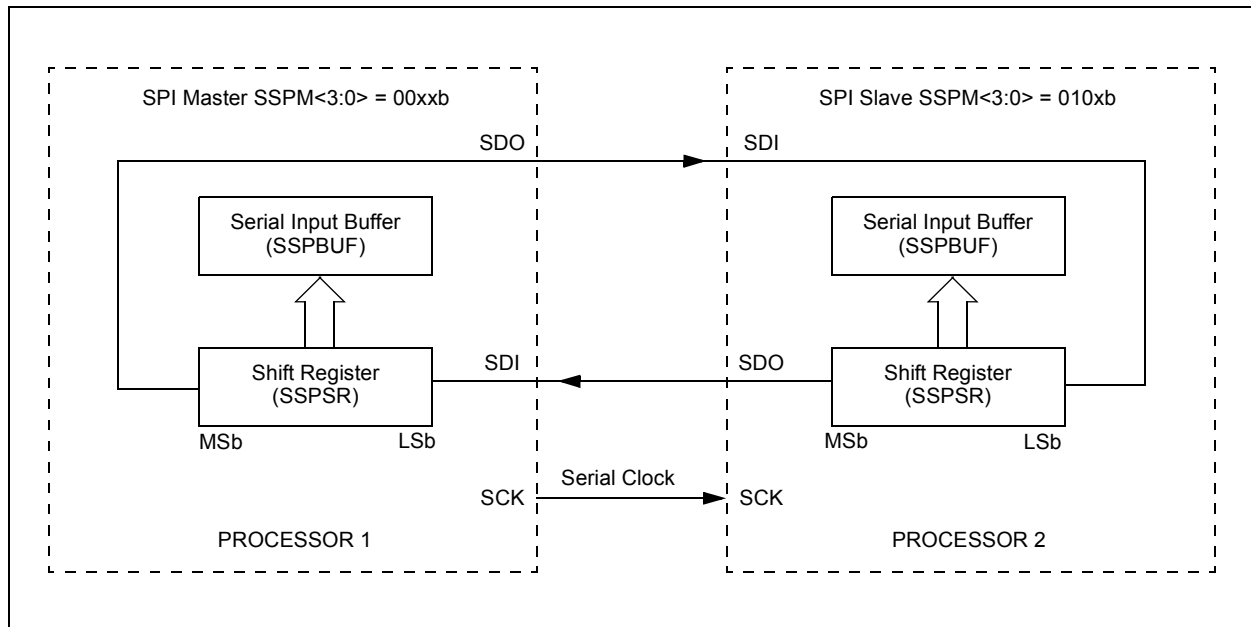 SPI Master SSPM<3:0> = 00xxb
SDO
Serial Input Buffer
(SSPBUF)
SDI
Shift Register
(SSPSR)
MSb
LSb
SCK
PROCESSOR 1
Serial Clock
SPI Slave SSPM<3:0> = 010xb
SDI
Serial Input Buffer
(SSPBUF)
SDO
Shift Register
(SSPSR)
MSb
LSb
SCK
PROCESSOR 2